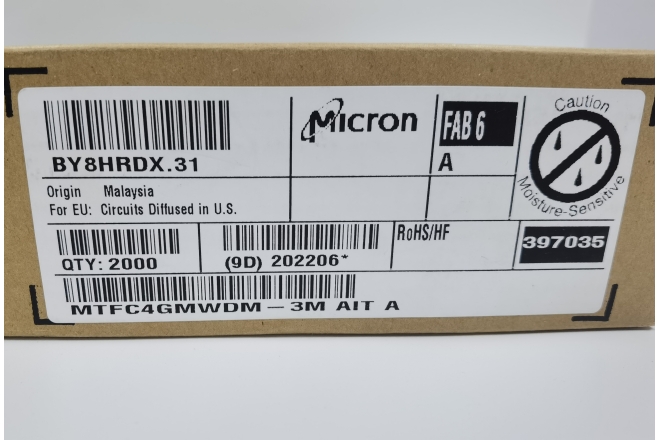 BY8HRDX.31
Micron
FAB 6
A
Caution
Moisture-Sensitive
Origin Malaysia
For EU: Circuits Diffused in U.S.
QTY: 2000
(9D) 202206*
RoHS/HF
397035
MTFC4GMWDM-3M AIT A